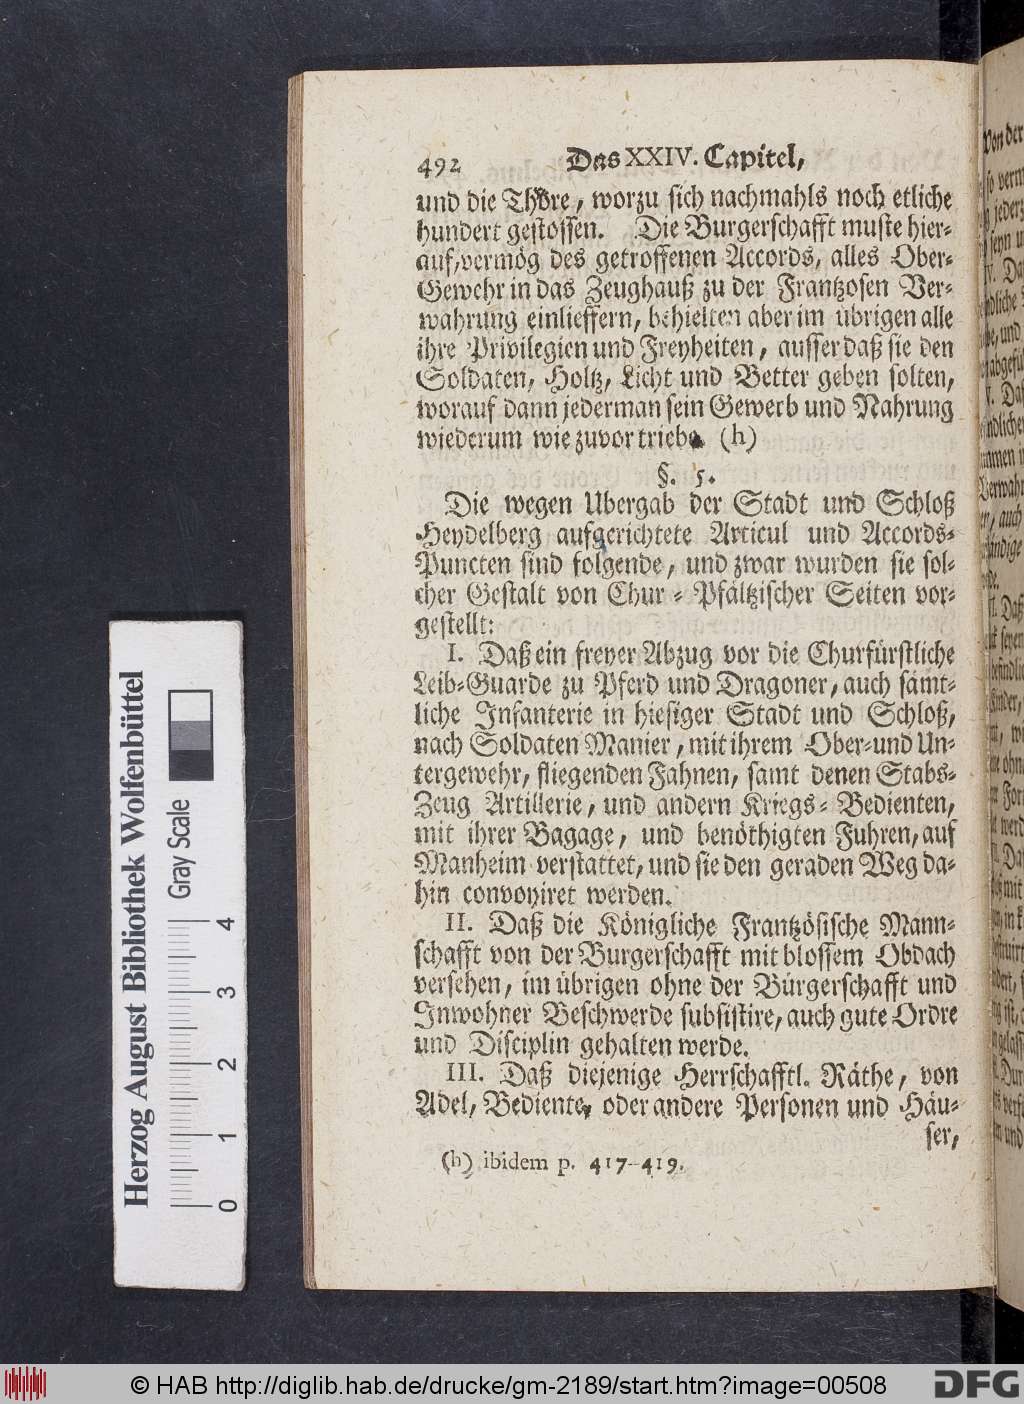 492 Das XXIV. Capitel,
und die Thore, worzu sich nachmahls noch etliche
hundert gestossen. Die Burgerschafft muste hier-
auf, vermög des getroffenen Accords, alles Ober-
Gewehr in das Zeughauß zu der Frantzosen Ver-
wahrung einlieffern, behielten aber im übrigen alle
ihre Privilegien und Freyheiten, ausser daß sie den
Soldaten, Holtz, Licht und Better geben solten,
worauf dann jederman sein Gewerb und Nahrung
wiederum wie zuvor triebe. (h)
§. 5.
Die wegen Ubergab der Stadt und Schloß
Heydelberg aufgerichtete Articul und Accords-
Puncten sind folgende, und zwar wurden sie sol-
cher Gestalt von Chur-Pfältzischer Seiten vor-
gestellt:
I. Daß ein freyer Abzug vor die Churfürstliche
Leib-Guarde zu Pferd und Dragoner, auch sämt-
liche Infanterie in hiesiger Stadt und Schloß,
nach Soldaten Manier, mit ihrem Ober-und Un-
tergewehr, fliegenden Fahnen, samt denen Stabs-
Zeug Artillerie, und andern Kriegs-Bedienten,
mit ihrer Bagage, und benöthigten Fuhren, auf
Manheim verstattet, und sie den geraden Weg da-
hin convoyiret werden.
II. Daß die Königliche Frantzösische Mann-
schafft von der Burgerschafft mit blossem Obdach
versehen, im übrigen ohne der Bürgerschafft und
Inwohner Beschwerde subsistire, auch gute Ordre
und Disciplin gehalten werde.
III. Daß diejenige Herrschafftl. Räthe, von
Adel, Bediente, oder andere Personen und Häu-
ser,
(h) ibidem p. 417-419.
Herzog August Bibliothek Wolfenbüttel
Gray Scale
0 1 2 3 4
© HAB http://diglib.hab.de/drucke/gm-2189/start.htm?image=00508
DFG